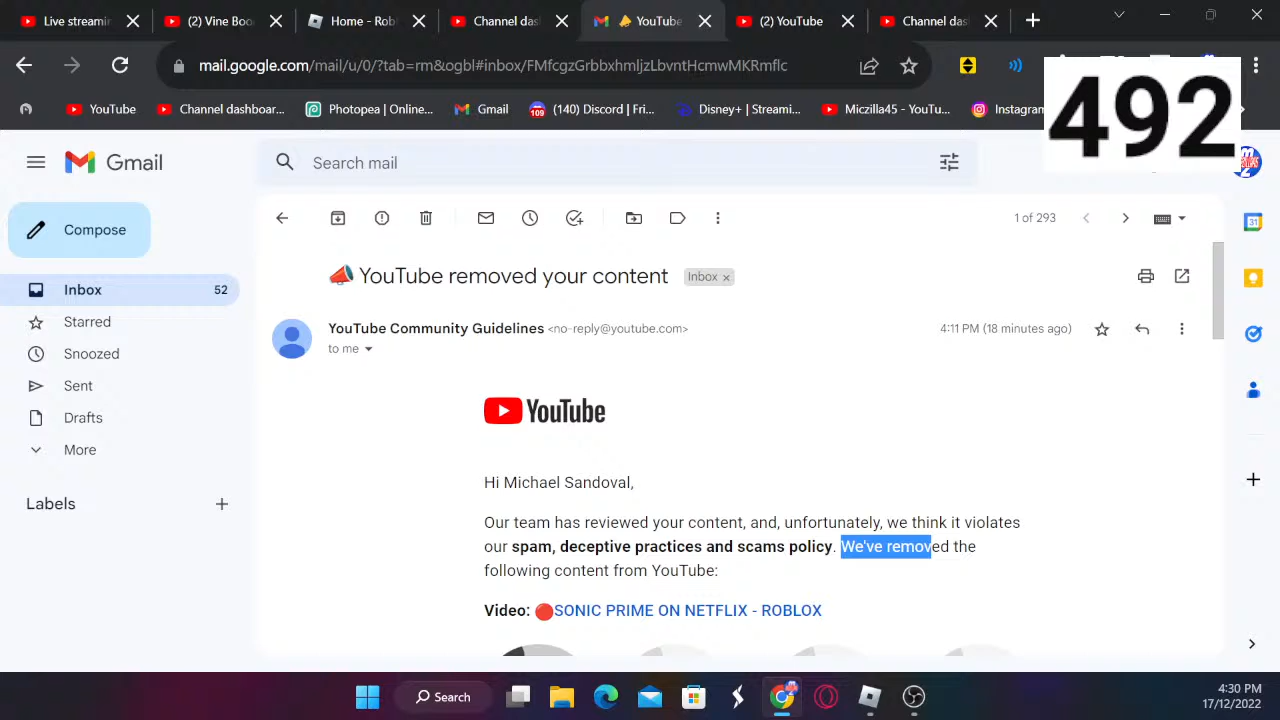 Live streami
(2) Vine Boo
Home - Rob
Channel das
YouTube
(2) YouTube
Channel das
mail.google.com/mail/u/0/?tab=rm&ogbl#inbox/FMfcgzGrbbxhmljzLbvntHcmwMKRmflc
YouTube
Channel dashboar...
Photopea | Online...
Gmail
109
(140) Discord | Fri...
Disney+ | Streami...
Miczilla45 - YouTu...
Instagram
492
Gmail
Search mail
Compose
1 of 293
YouTube removed your content
Inbox x
Inbox 52
Starred
Snoozed
Sent
Drafts
More
Labels
YouTube Community Guidelines <no-reply@youtube.com>
4:11 PM (18 minutes ago)
to me
31
YouTube
Hi Michael Sandoval,
Our team has reviewed your content, and, unfortunately, we think it violates
our spam, deceptive practices and scams policy. We've removed the
following content from YouTube:
Video: SONIC PRIME ON NETFLIX - ROBLOX
Search
4:30 PM
17/12/2022